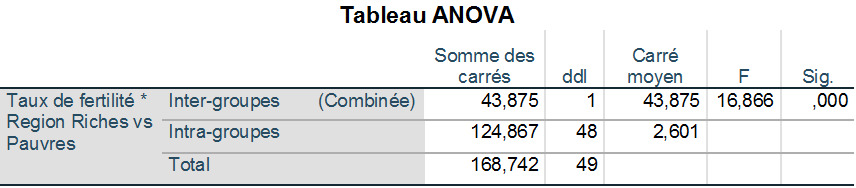 Tableau ANOVA
Somme des carrés ddl Carré moyen F Sig.
Taux de fertilité * Region Riches vs Pauvres Inter-groupes (Combinée) 43,875 1 43,875 16,866 ,000
Intra-groupes 124,867 48 2,601
Total 168,742 49